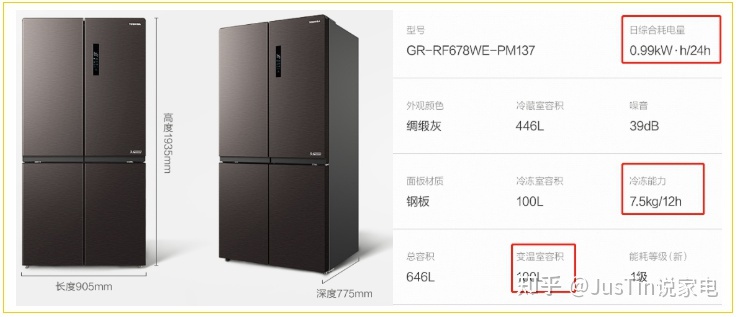 TOSHIBA
高度1935mm
长度905mm
深度775mm
型号
GR-RF678WE-PM137
日综合耗电量
0.99kW·h/24h
外观颜色
绸缎灰
冷藏室容积
446L
噪音
39dB
面板材质
钢板
冷冻室容积
100L
冷冻能力
7.5kg/12h
总容积
646L
变温室容积
100L
能耗等级(新)
1级
知乎 @JusTin说家电